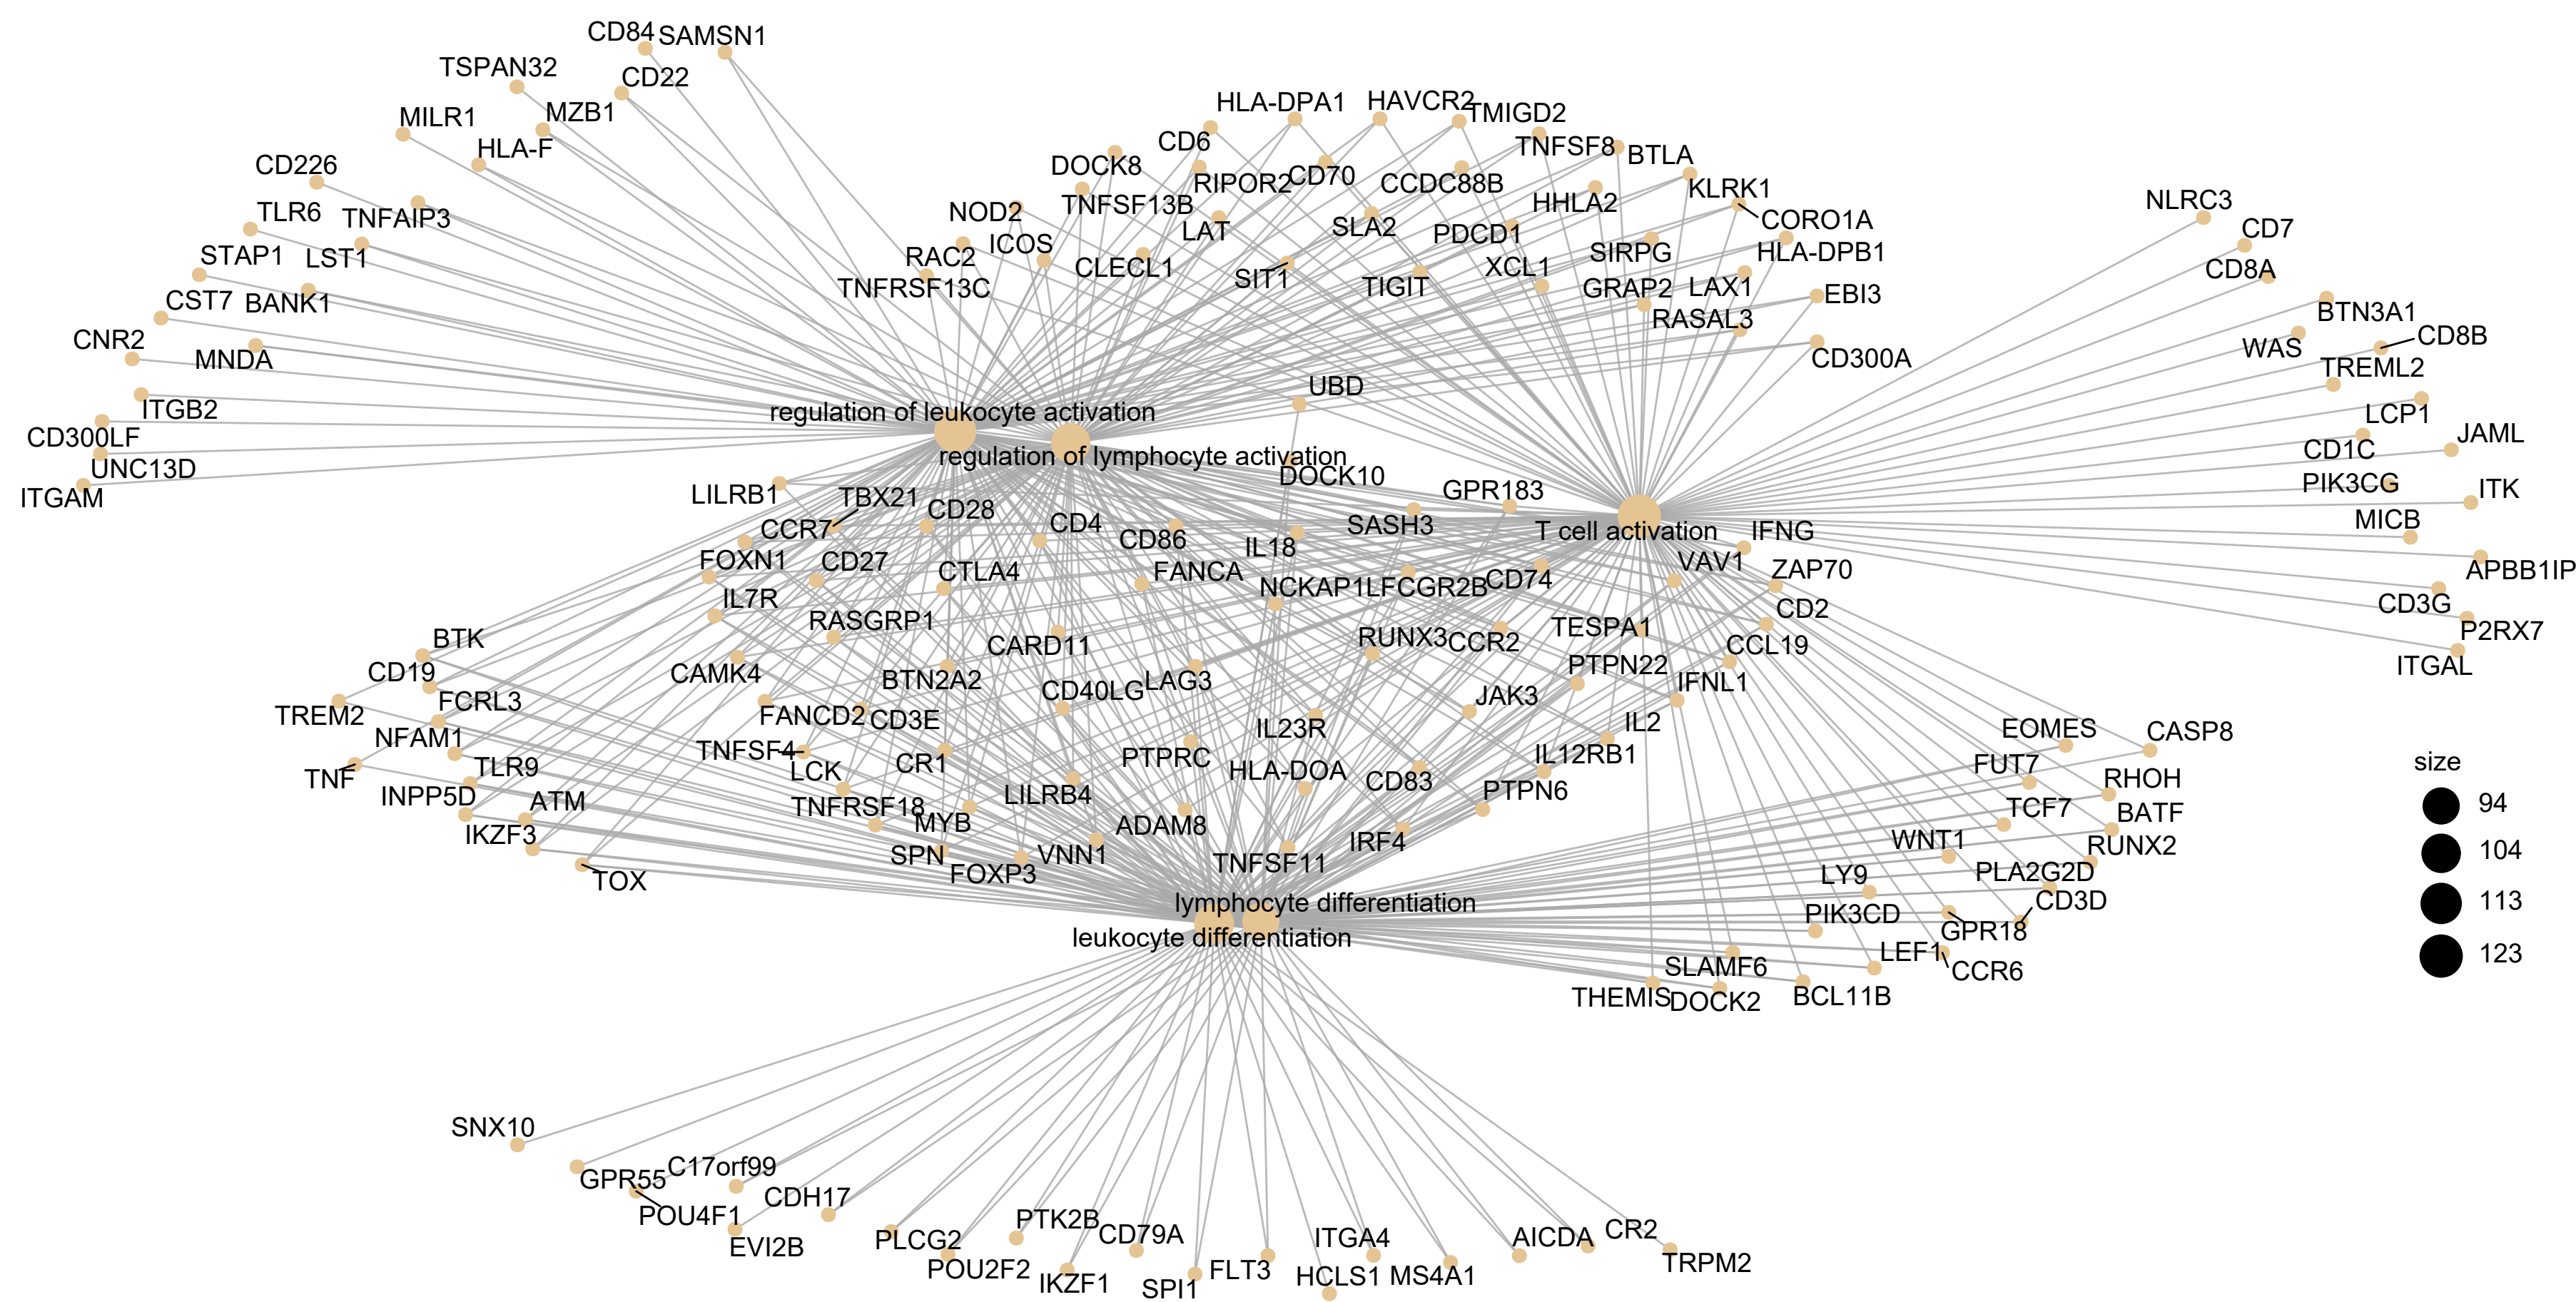 CD84
SAMSN1
TSPAN32
CD22
MILR1
MZB1
HLA-F
CD226
TLR6
TNFAIP3
STAP1
LST1
CST7
BANK1
CNR2
MNDA
ITGB2
CD300LF
UNC13D
ITGAM
HLA-DPA1
HAVCR2
TMIGD2
CD6
TNFSF8
BTLA
DOCK8
RIPOR2
CD70
CCDC88B
KLRK1
NOD2
TNFSF13B
HHLA2
CORO1A
RAC2
ICOS
LAT
SLA2
PDCD1
SIRPG
HLA-DPB1
TNFRSF13C
CLECL1
SIT1
TIGIT
XCL1
GRAP2
LAX1
EBI3
RASAL3
CD300A
UBD
NLRC3
CD7
CD8A
BTN3A1
WAS
CD8B
TREML2
LCP1
CD1C
JAML
PIK3CG
ITK
MICB
APBB1IP
CD3G
P2RX7
ITGAL
regulation of leukocyte activation
regulation of lymphocyte activation
DOCK10
LILRB1
TBX21
GPR183
CCR7
CD28
CD4
CD86
IL18
SASH3
T cell activation
IFNG
FOXN1
CD27
CTLA4
FANCA
NCKAP1L
FCGR2B
CD74
VAV1
ZAP70
IL7R
RASGRP1
CD2
BTK
CARD11
RUNX3
CCR2
TESPA1
CCL19
CD19
CAMK4
BTN2A2
CD40LG
LAG3
PTPN22
IFNL1
TREM2
FCRL3
FANCD2
CD3E
IL23R
JAK3
IL2
NFAM1
TNFSF4
LCK
CR1
PTPRC
HLA-DOA
CD83
IL12RB1
TNF
TLR9
INPP5D
ATM
TNFRSF18
LILRB4
PTPN6
IKZF3
MYB
ADAM8
IRF4
SPN
FOXP3
VNN1
TNFSF11
TOX
EOMES
CASP8
FUT7
RHOH
TCF7
BATF
WNT1
RUNX2
LY9
PLA2G2D
CD3D
PIK3CD
GPR18
LEF1
CCR6
SLAMF6
THEMIS
DOCK2
BCL11B
lymphocyte differentiation
leukocyte differentiation
size
94
104
113
123
SNX10
GPR55
C17orf99
POU4F1
CDH17
EVI2B
PLCG2
POU2F2
PTK2B
IKZF1
CD79A
SPI1
FLT3
ITGA4
HCLS1
MS4A1
AICDA
CR2
TRPM2